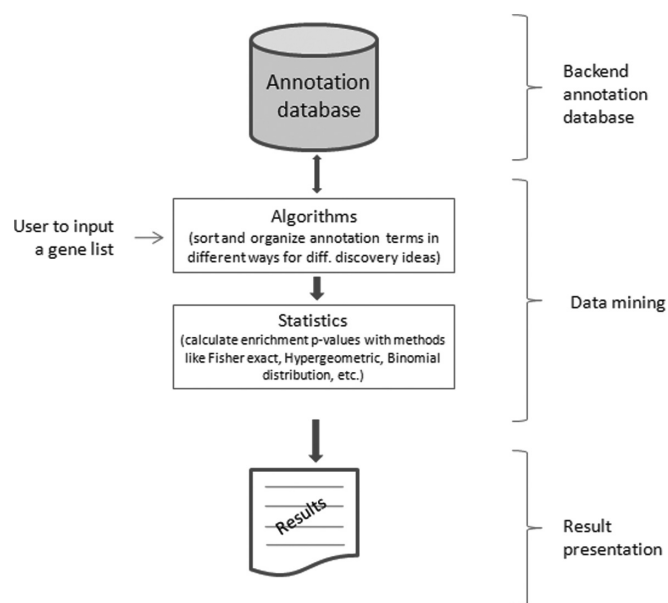 Annotation
database
Backend
annotation
database
User to input
a gene list
Algorithms
(sort and organize annotation terms in
different ways for diff. discovery ideas)
Statistics
(calculate enrichment p-values with methods
like Fisher exact, Hypergeometric, Binomial
distribution, etc.)
Data mining
Results
Result
presentation